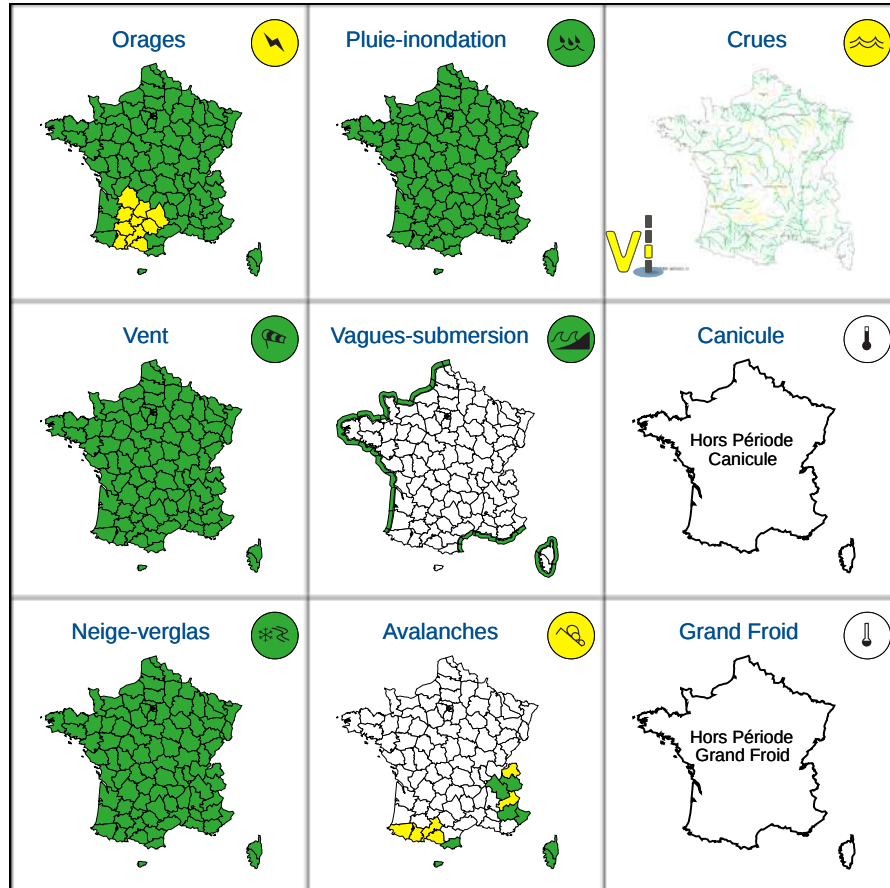 Orages
Pluie-inondation
Crues
Vi
Vent
Vagues-submersion
Canicule
Hors Période
Canicule
Neige-verglas
Avalanches
Grand Froid
Hors Période
Grand Froid